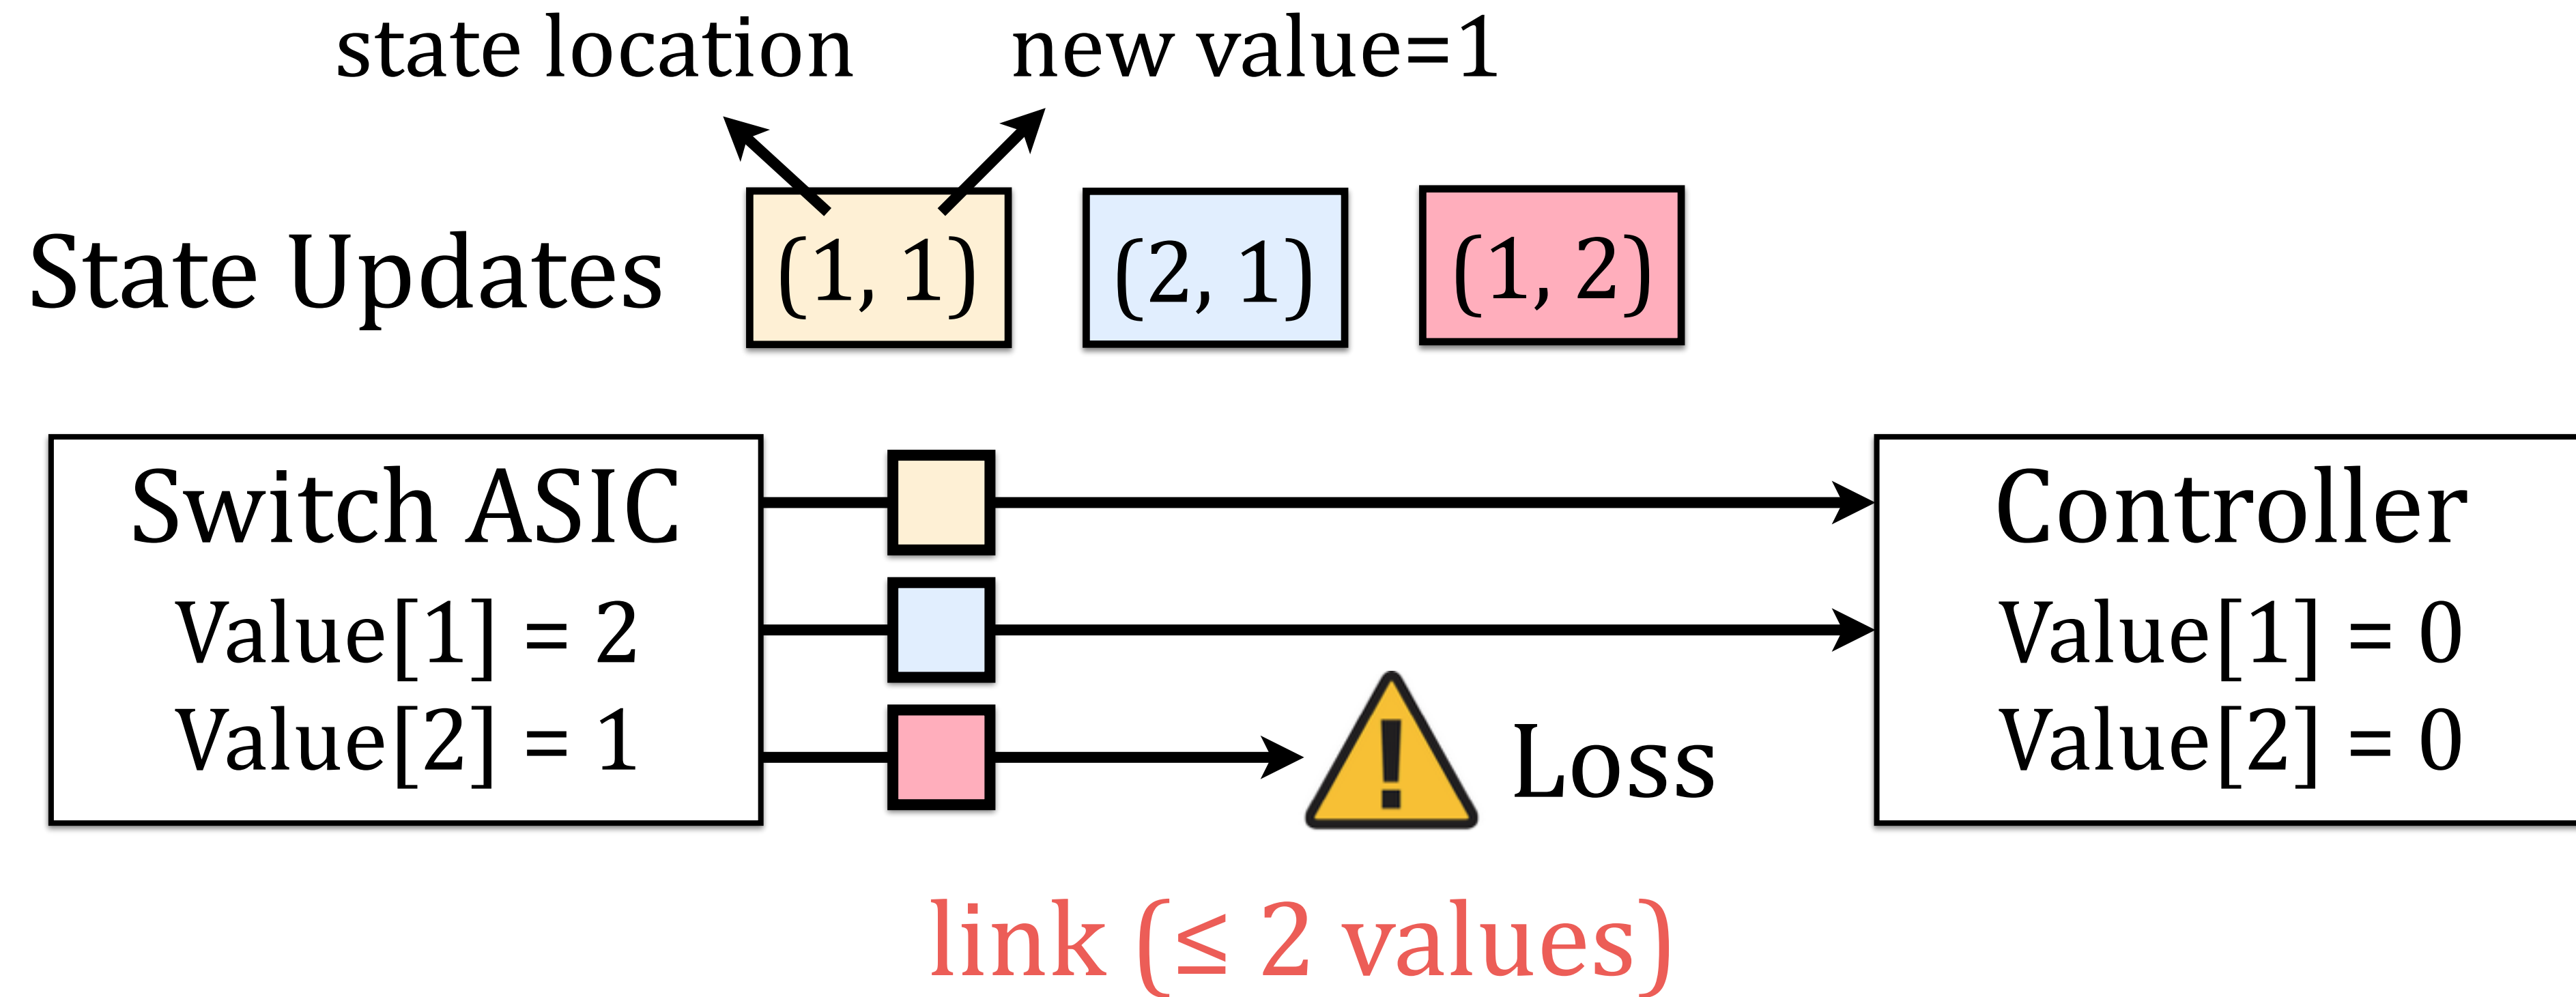 state location
new value=1
State Updates
(1, 1)
(2, 1)
(1, 2)
Switch ASIC
Value[1] = 2
Value[2] = 1
Controller
Value[1] = 0
Value[2] = 0
! Loss
link (≤ 2 values)